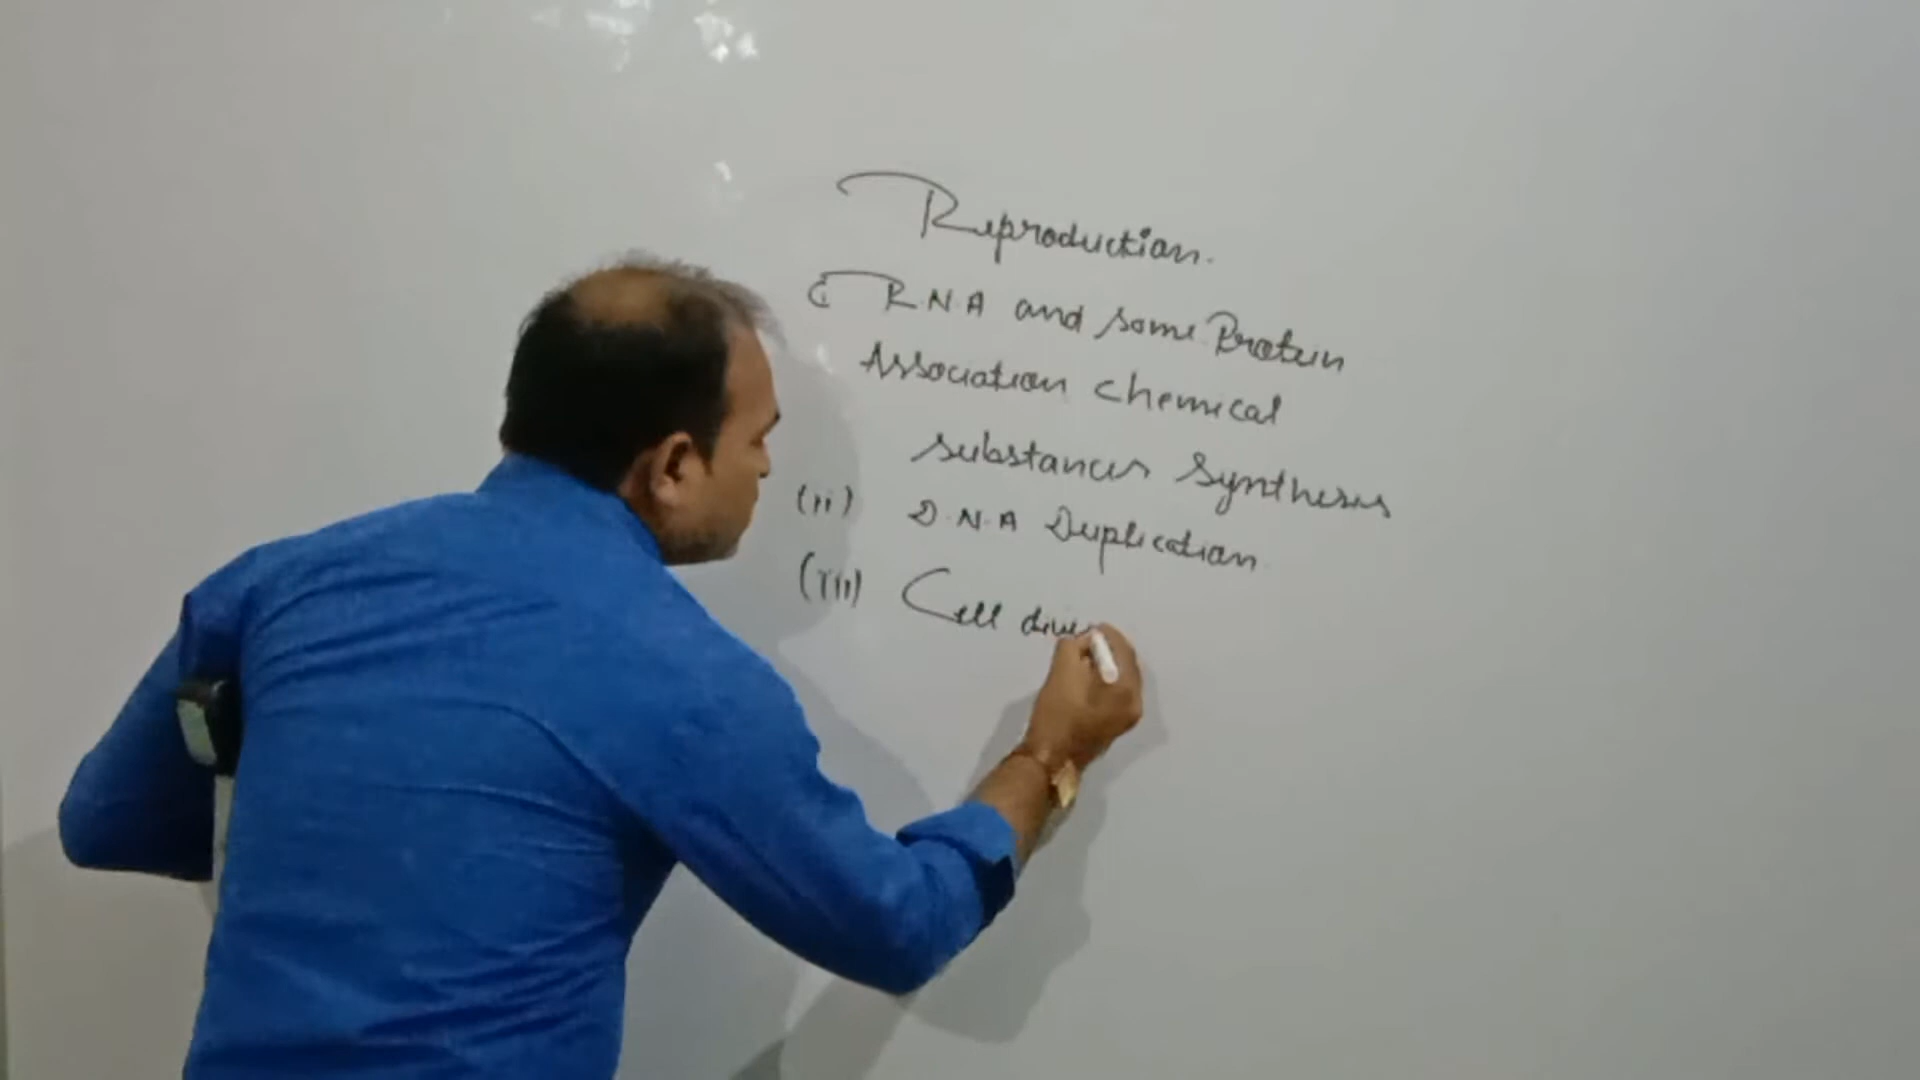 Reproduction.
(i R.N.A and some Protein
Association chemical
substances Synthesis
(ii) D.N.A Duplication
(iii) Cell